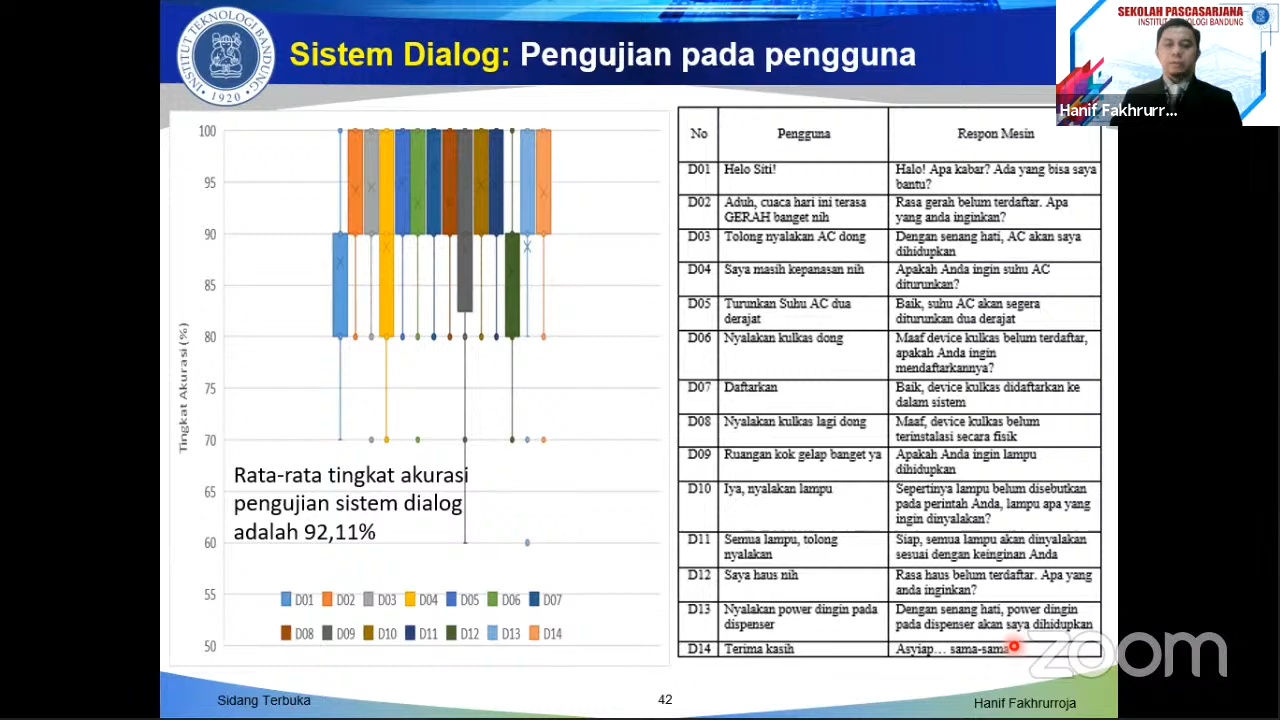 Sistem Dialog: Pengujian pada pengguna
INSTITUT TEKNOLOGI BANDUNG
1920
SEKOLAH PASCASARJANA
INSTITUT TEKNOLOGI BANDUNG
Hanif Fakhrurr...
Tingkat Akurasi (%)
100
95
90
85
80
75
70
65
60
55
50
Rata-rata tingkat akurasi
pengujian sistem dialog
adalah 92,11%
D01 D02 D03 D04 D05 D06 D07
D08 D09 D10 D11 D12 D13 D14
No Pengguna Respon Mesin
D01 Helo Siti! Halo! Apa kabar? Ada yang bisa saya
bantu?
D02 Aduh, cuaca hari ini terasa Rasa gerah belum terdaftar. Apa
GERAH banget nih yang anda inginkan?
D03 Tolong nyalakan AC dong Dengan senang hati, AC akan saya
dihidupkan
D04 Saya masih kepanasan nih Apakah Anda ingin suhu AC
diturunkan?
D05 Turunkan Suhu AC dua Baik, suhu AC akan segera
derajat diturunkan dua derajat
D06 Nyalakan kulkas dong Maaf device kulkas belum terdaftar,
apakah Anda ingin
mendaftarkannya?
D07 Daftarkan Baik, device kulkas didaftarkan ke
dalam sistem
D08 Nyalakan kulkas lagi dong Maaf, device kulkas belum
terinstalasi secara fisik
D09 Ruangan kok gelap banget ya Apakah Anda ingin lampu
dihidupkan
D10 Iya, nyalakan lampu Sepertinya lampu belum disebutkan
pada perintah Anda, lampu apa yang
ingin dinyalakan?
D11 Semua lampu, tolong Siap, semua lampu akan dinyalakan
nyalakan sesuai dengan keinginan Anda
D12 Saya haus nih Rasa haus belum terdaftar. Apa yang
anda inginkan?
D13 Nyalakan power dingin pada Dengan senang hati, power dingin
dispenser pada dispenser akan saya dihidupkan
D14 Terima kasih Asyiap... sama-sama
zoom
Sidang Terbuka 42 Hanif Fakhrurroja